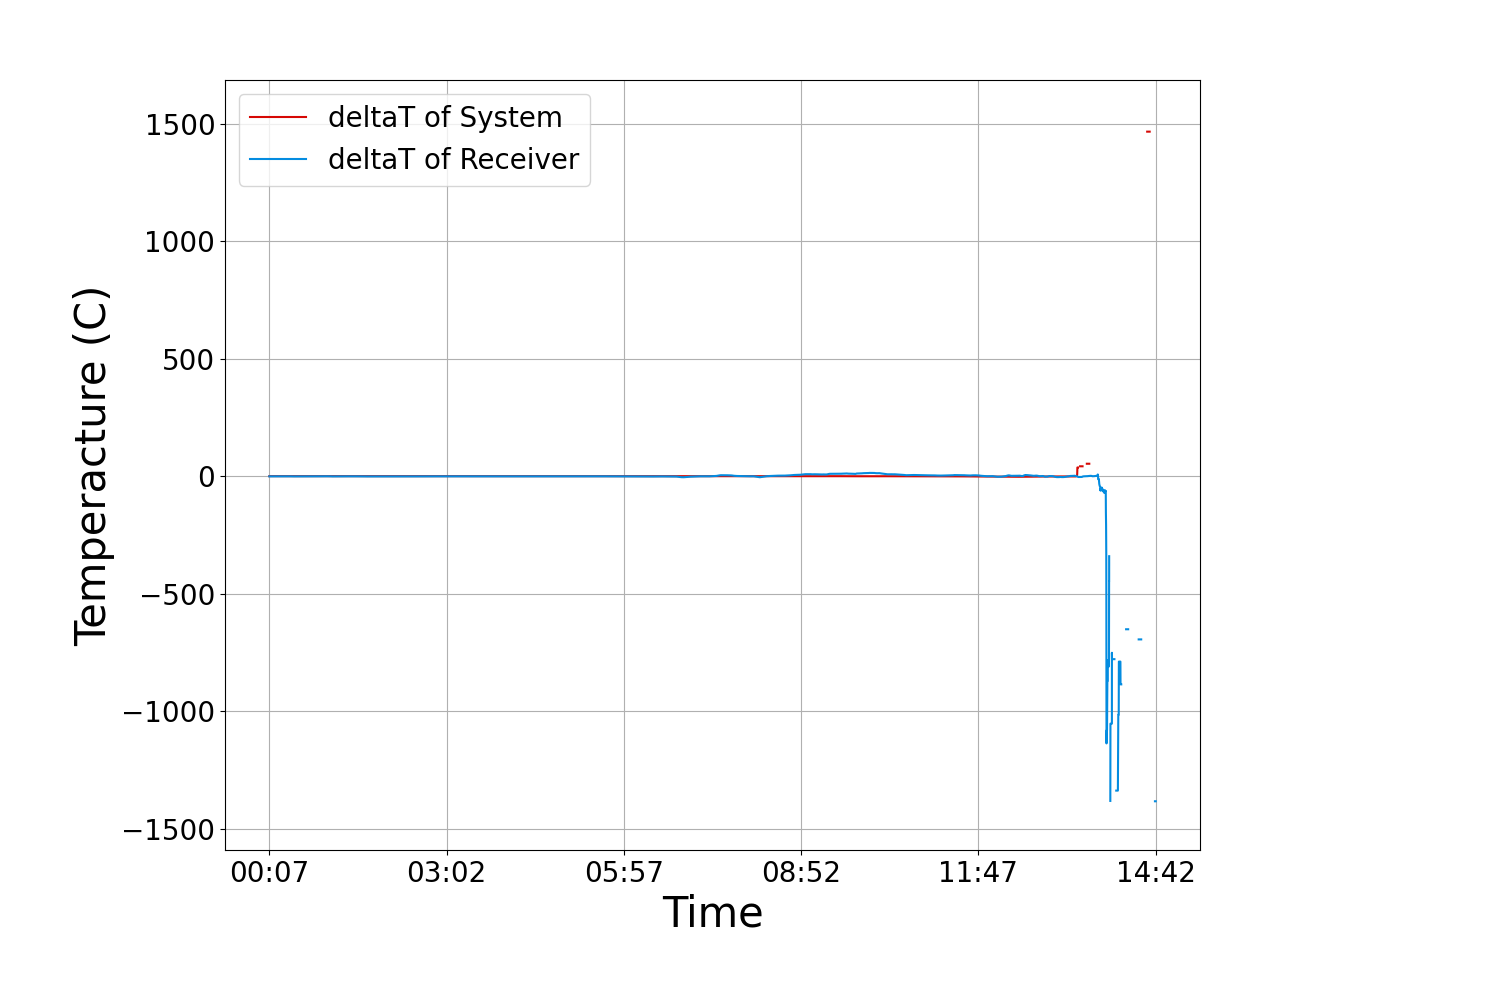 deltaT of System
deltaT of Receiver
1500
1000
500
0
−500
−1000
−1500
Temperacture (C)
00:07 03:02 05:57 08:52 11:47 14:42
Time